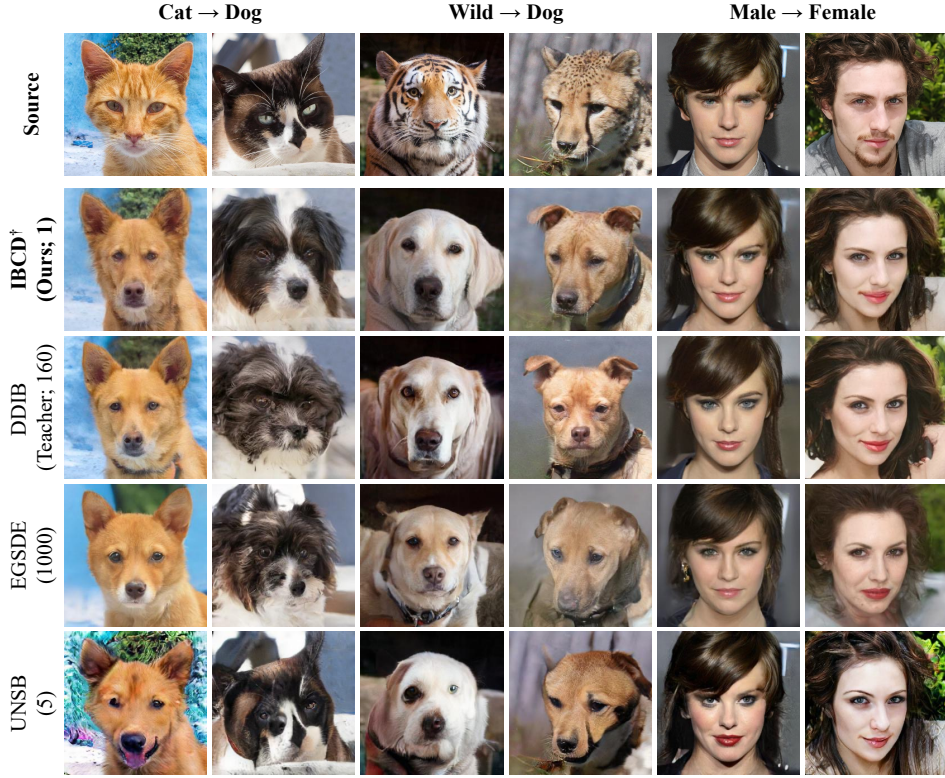 Cat → Dog
Wild → Dog
Male → Female
Source
IBCD†
(Ours; 1)
DDIB
(Teacher; 160)
EGSDE
(1000)
UNSB
(5)